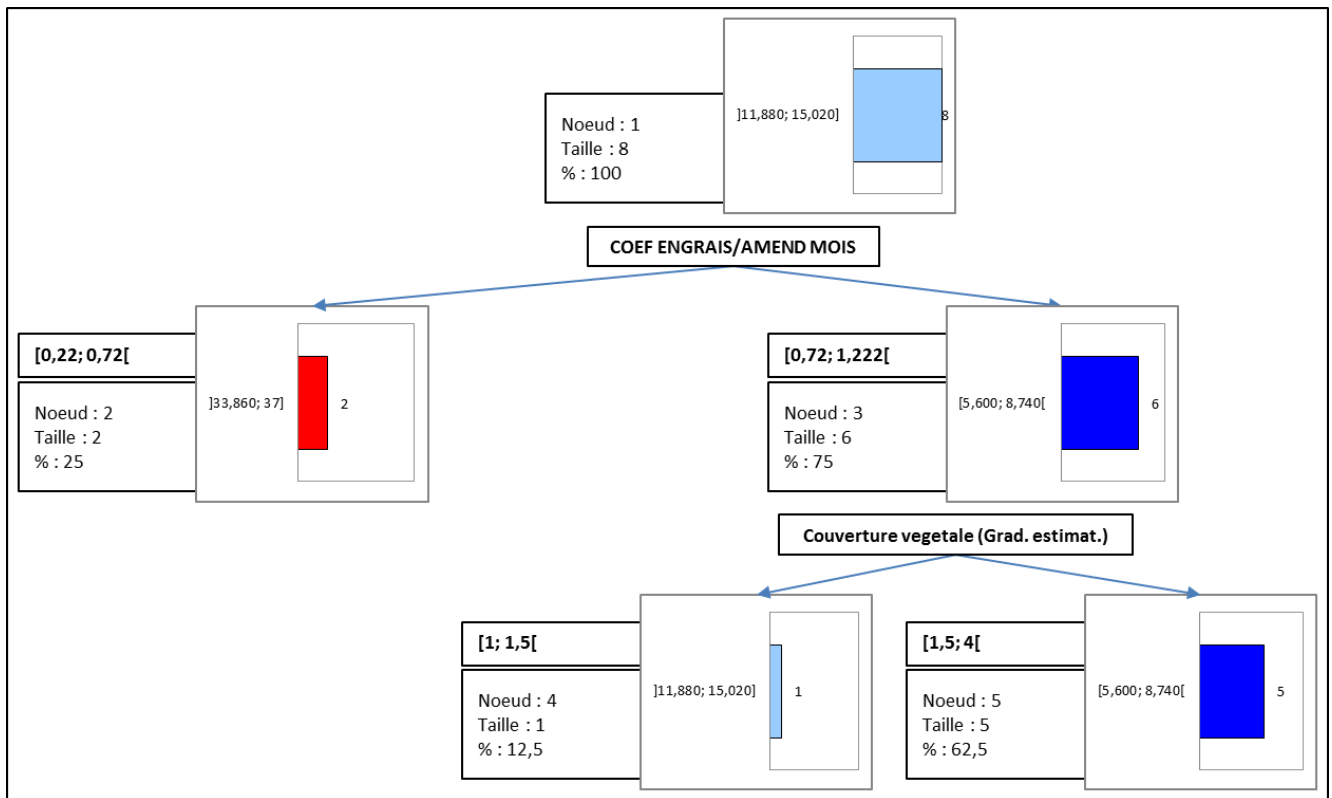 Noeud : 1
Taille : 8
% : 100
]11,880; 15,020]
8
COEF ENGRAIS/AMEND MOIS
[0,22; 0,72[
Noeud : 2
Taille : 2
% : 25
]33,860; 37]
2
[0,72; 1,222[
Noeud : 3
Taille : 6
% : 75
[5,600; 8,740[
6
Couverture vegetale (Grad. estimat.)
[1; 1,5[
Noeud : 4
Taille : 1
% : 12,5
]11,880; 15,020]
1
[1,5; 4[
Noeud : 5
Taille : 5
% : 62,5
[5,600; 8,740[
5